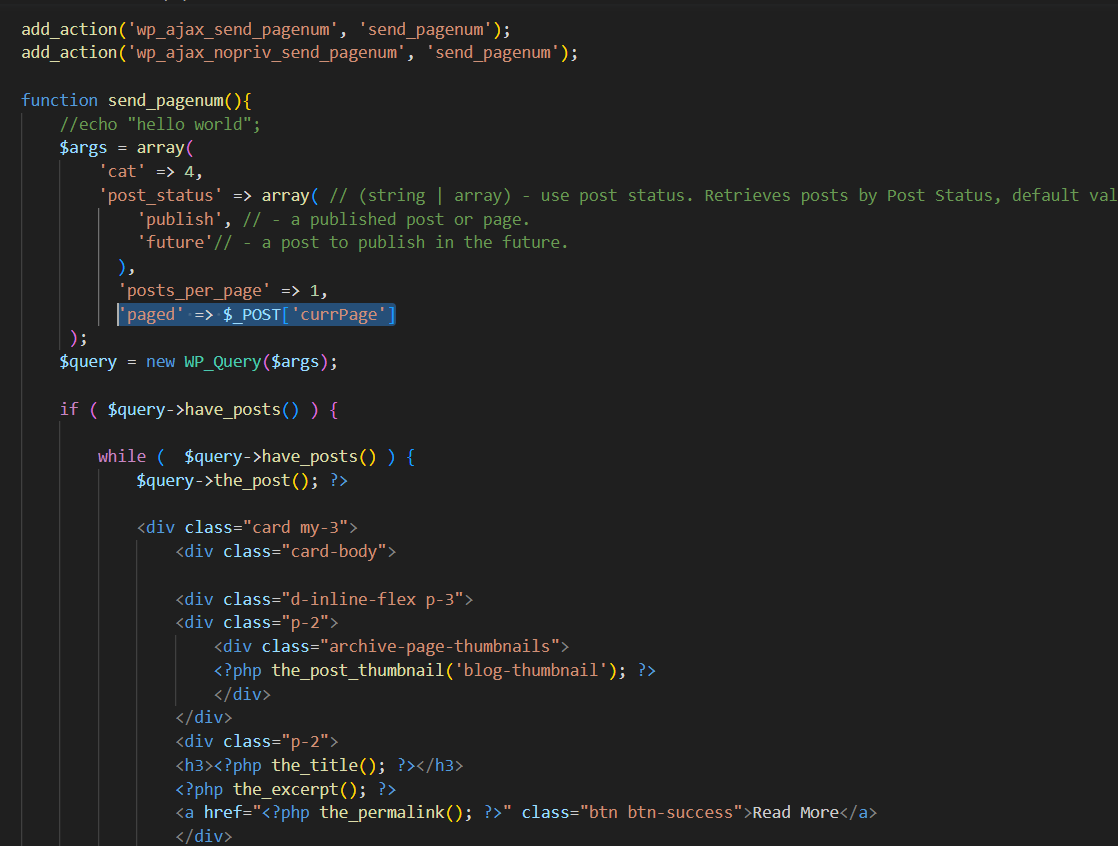 add_action('wp_ajax_send_pagenum', 'send_pagenum');
add_action('wp_ajax_nopriv_send_pagenum', 'send_pagenum');
function send_pagenum(){
//echo "hello world";
$args = array(
'cat' => 4,
'post_status' => array( // (string | array) - use post status. Retrieves posts by Post Status, default val
'publish', // - a published post or page.
'future'// - a post to publish in the future.
),
'posts_per_page' => 1,
'paged' => $_POST['currPage']
);
$query = new WP_Query($args);
if ( $query->have_posts() ) {
while (  $query->have_posts() ) {
$query->the_post(); ?>
<div class="card my-3">
<div class="card-body">
<div class="d-inline-flex p-3">
<div class="p-2">
<div class="archive-page-thumbnails">
<?php the_post_thumbnail('blog-thumbnail'); ?>
</div>
</div>
<div class="p-2">
<h3><?php the_title(); ?></h3>
<?php the_excerpt(); ?>
<a href="<?php the_permalink(); ?>" class="btn btn-success">Read More</a>
</div>